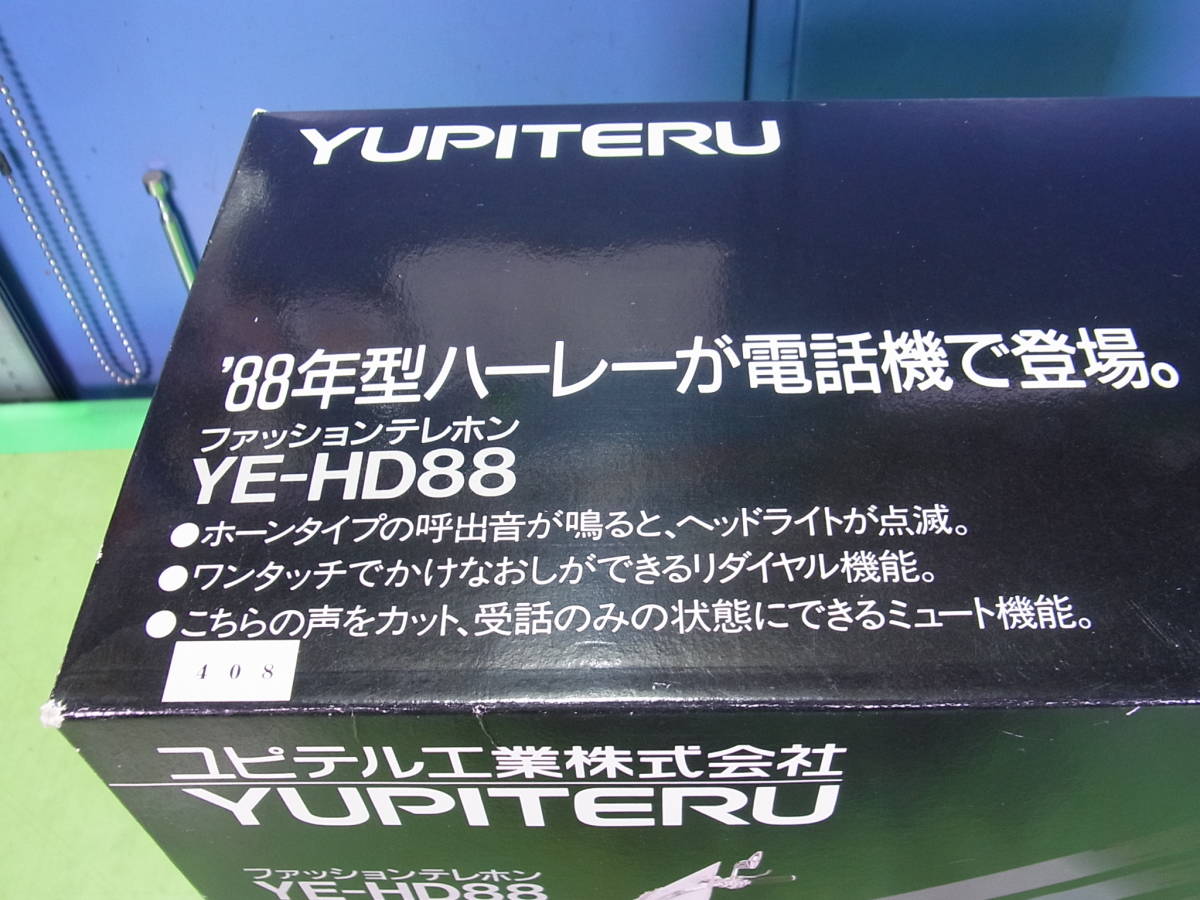 YUPITERU
'88年型ハーレーが電話機で登場。
ファッションテレホン
YE-HD88
●ホーンタイプの呼出音が鳴ると、ヘッドライトが点滅。
●ワンタッチでかけなおしができるリダイヤル機能。
●こちらの声をカット、受話のみの状態にできるミュート機能。
408
ユピテル工業株式会社
YUPITERU
ファッションテレホン
YE-HD88